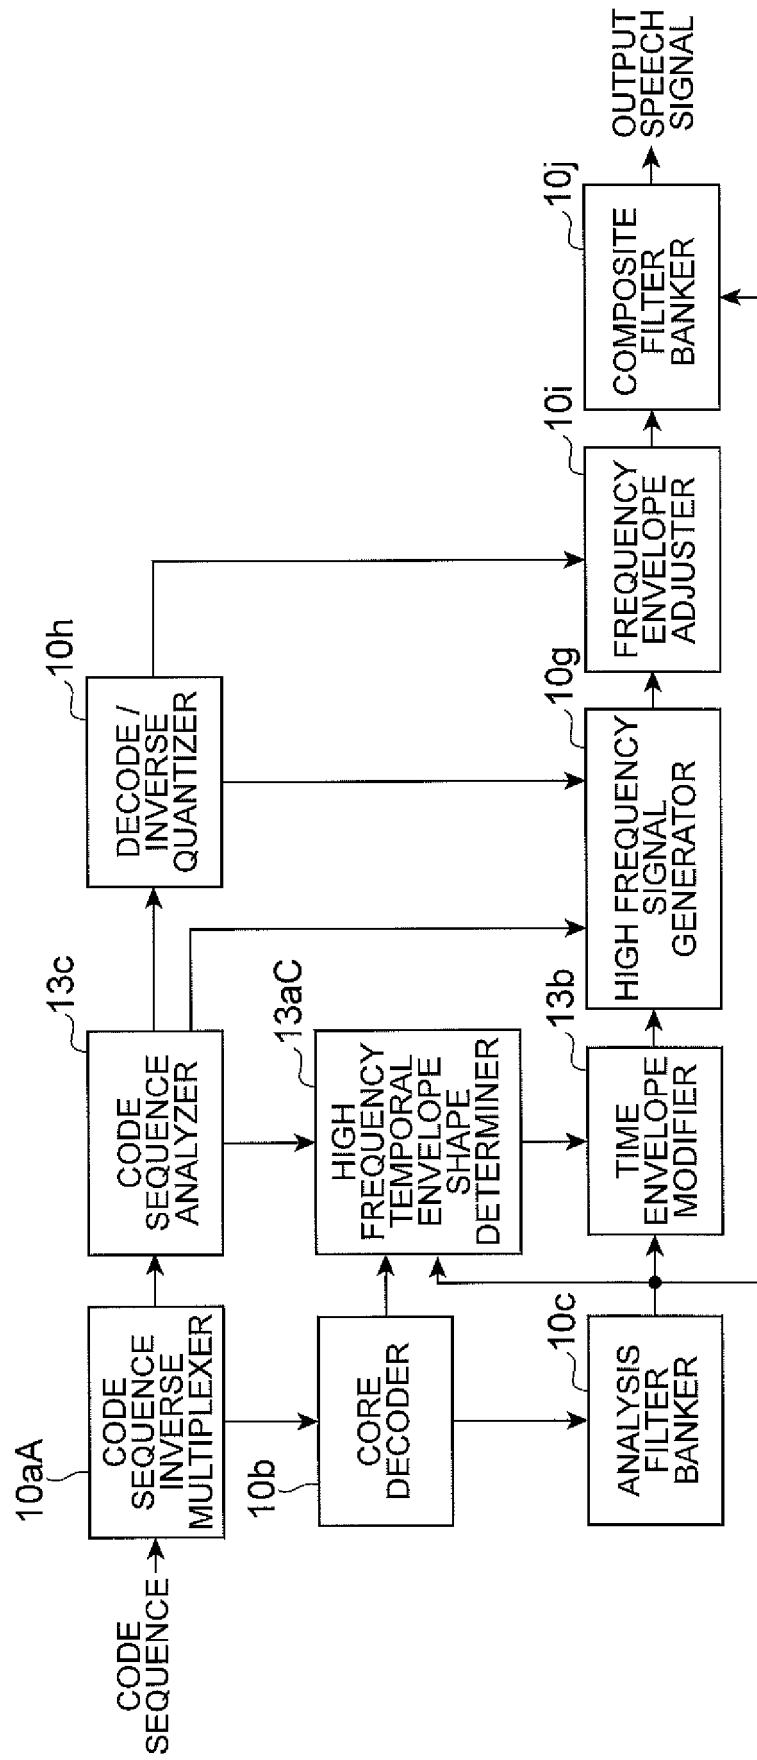 CODE
SEQUENCE
10aA
CODE
SEQUENCE
INVERSE
MULTIPLEXER
13c
CODE
SEQUENCE
ANALYZER
10h
DECODE /
INVERSE
QUANTIZER
10b
CORE
DECODER
13aC
HIGH
FREQUENCY
TEMPORAL
ENVELOPE
SHAPE
DETERMINER
10c
ANALYSIS
FILTER
BANKER
13b
TIME
ENVELOPE
MODIFIER
10g
HIGH FREQUENCY
SIGNAL
GENERATOR
10i
FREQUENCY
ENVELOPE
ADJUSTER
10j
COMPOSITE
FILTER
BANKER
OUTPUT
SPEECH
SIGNAL